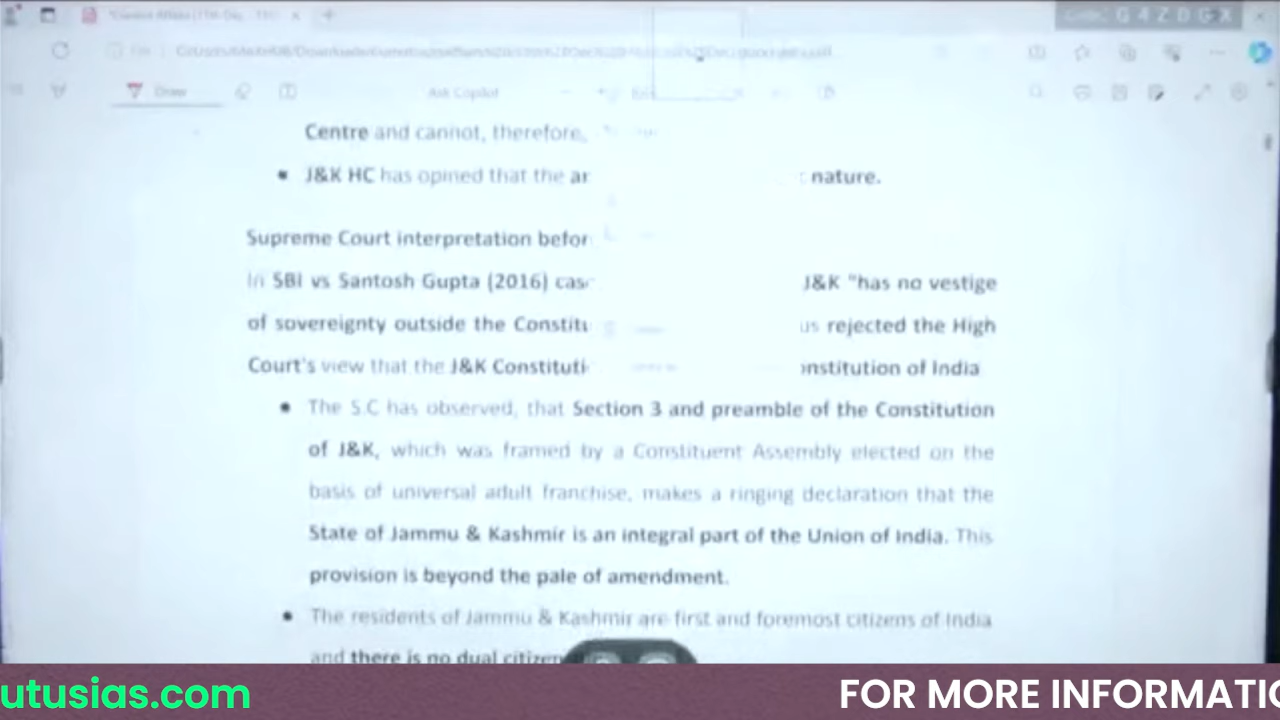 Draw
Ask Copilot
Centre and cannot, therefore,
• J&K HC has opined that the ar nature.
Supreme Court interpretation befor
In SBI vs Santosh Gupta (2016) cas J&K "has no vestige
of sovereignty outside the Constitu us rejected the High
Court's view that the J&K Constituti onstitution of India
• The S.C has observed, that Section 3 and preamble of the Constitution
of J&K, which was framed by a Constituent Assembly elected on the
basis of universal adult franchise, makes a ringing declaration that the
State of Jammu & Kashmir is an integral part of the Union of India. This
provision is beyond the pale of amendment.
• The residents of Jammu & Kashmir are first and foremost citizens of India
and there is no dual citizen
utusias.com
FOR MORE INFORMATIO